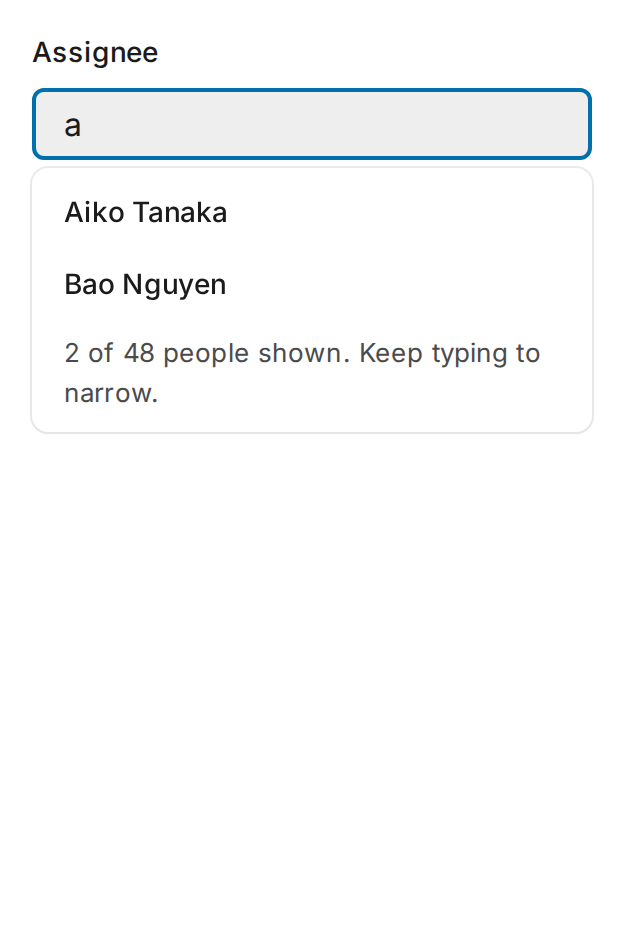 Assignee
a
Aiko Tanaka
Bao Nguyen
2 of 48 people shown. Keep typing to
narrow.